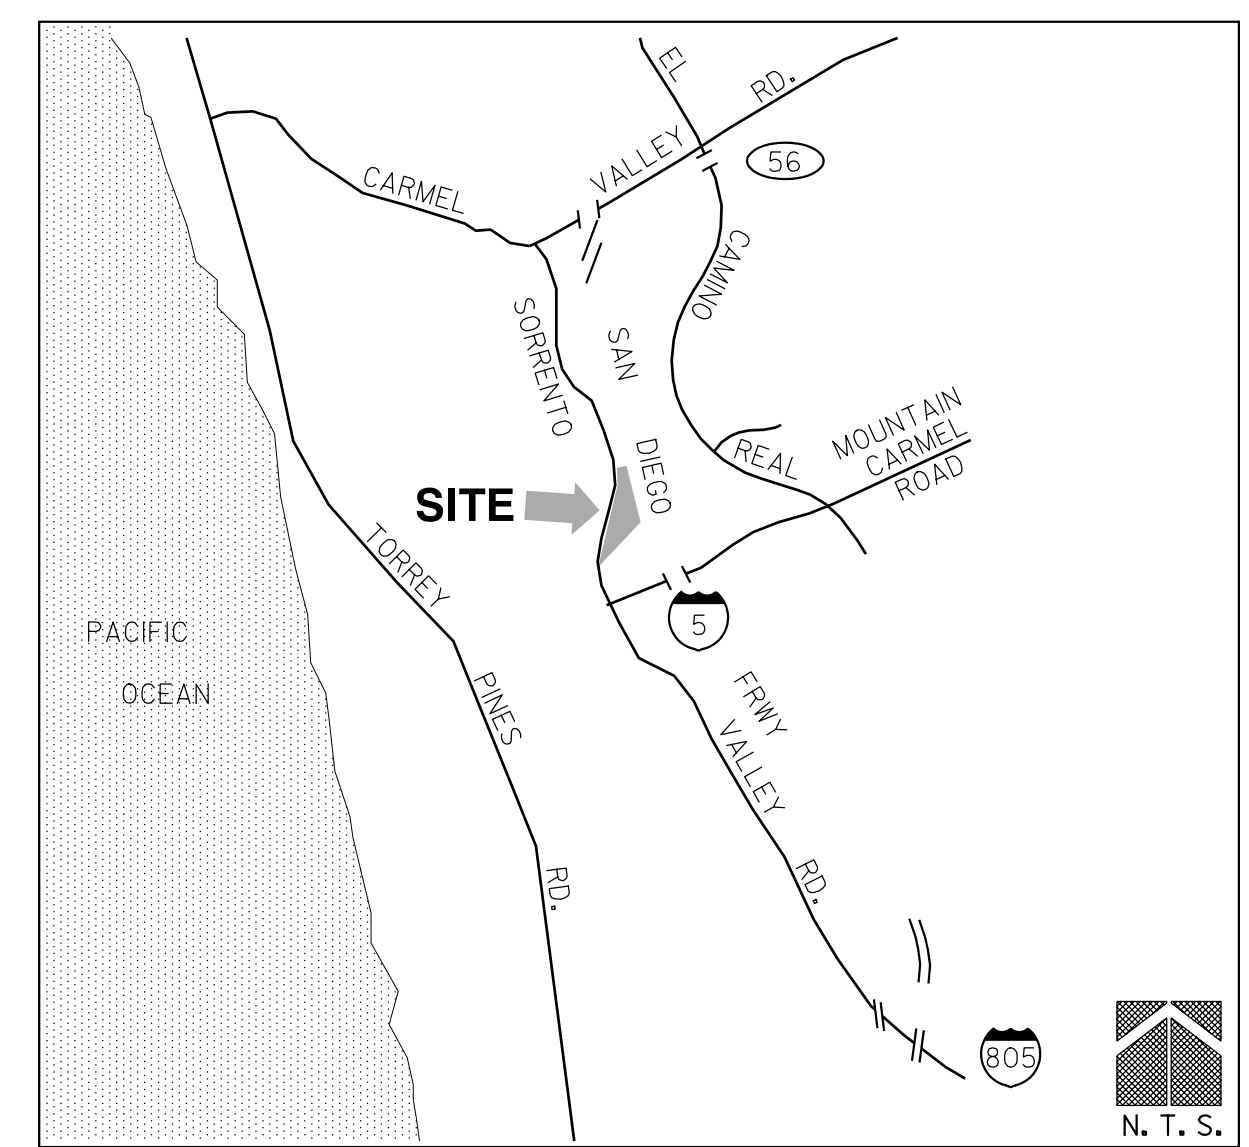 EL
RD.
56
VALLEY
CARMEL
CAMINO
SORRENTO
SAN
DIEGO
REAL
MOUNTAIN
CARMEL
ROAD
SITE
TORREY
5
PACIFIC
OCEAN
PINES
FRWY
VALLEY
RD.
RD.
805
N. T. S.